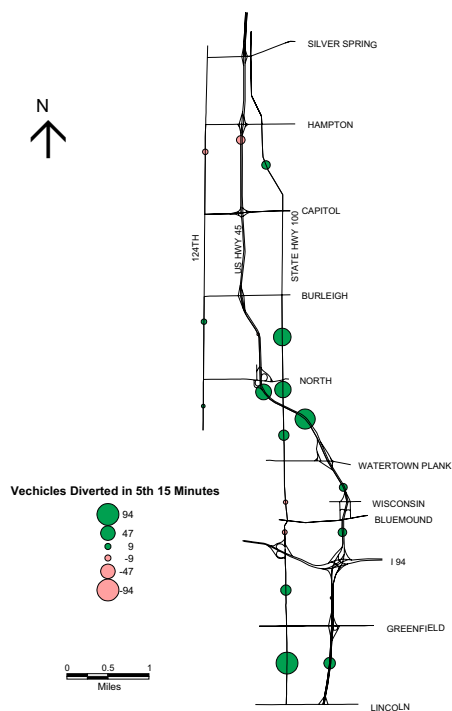 SILVER SPRING
N
HAMPTON
CAPITOL
124TH
US HWY 45
STATE HWY 100
BURLEIGH
NORTH
WATERTOWN PLANK
Vechicles Diverted in 5th 15 Minutes
WISCONSIN
94
BLUEMOUND
47
9
-9
I 94
-47
-94
GREENFIELD
0 0.5 1
Miles
LINCOLN